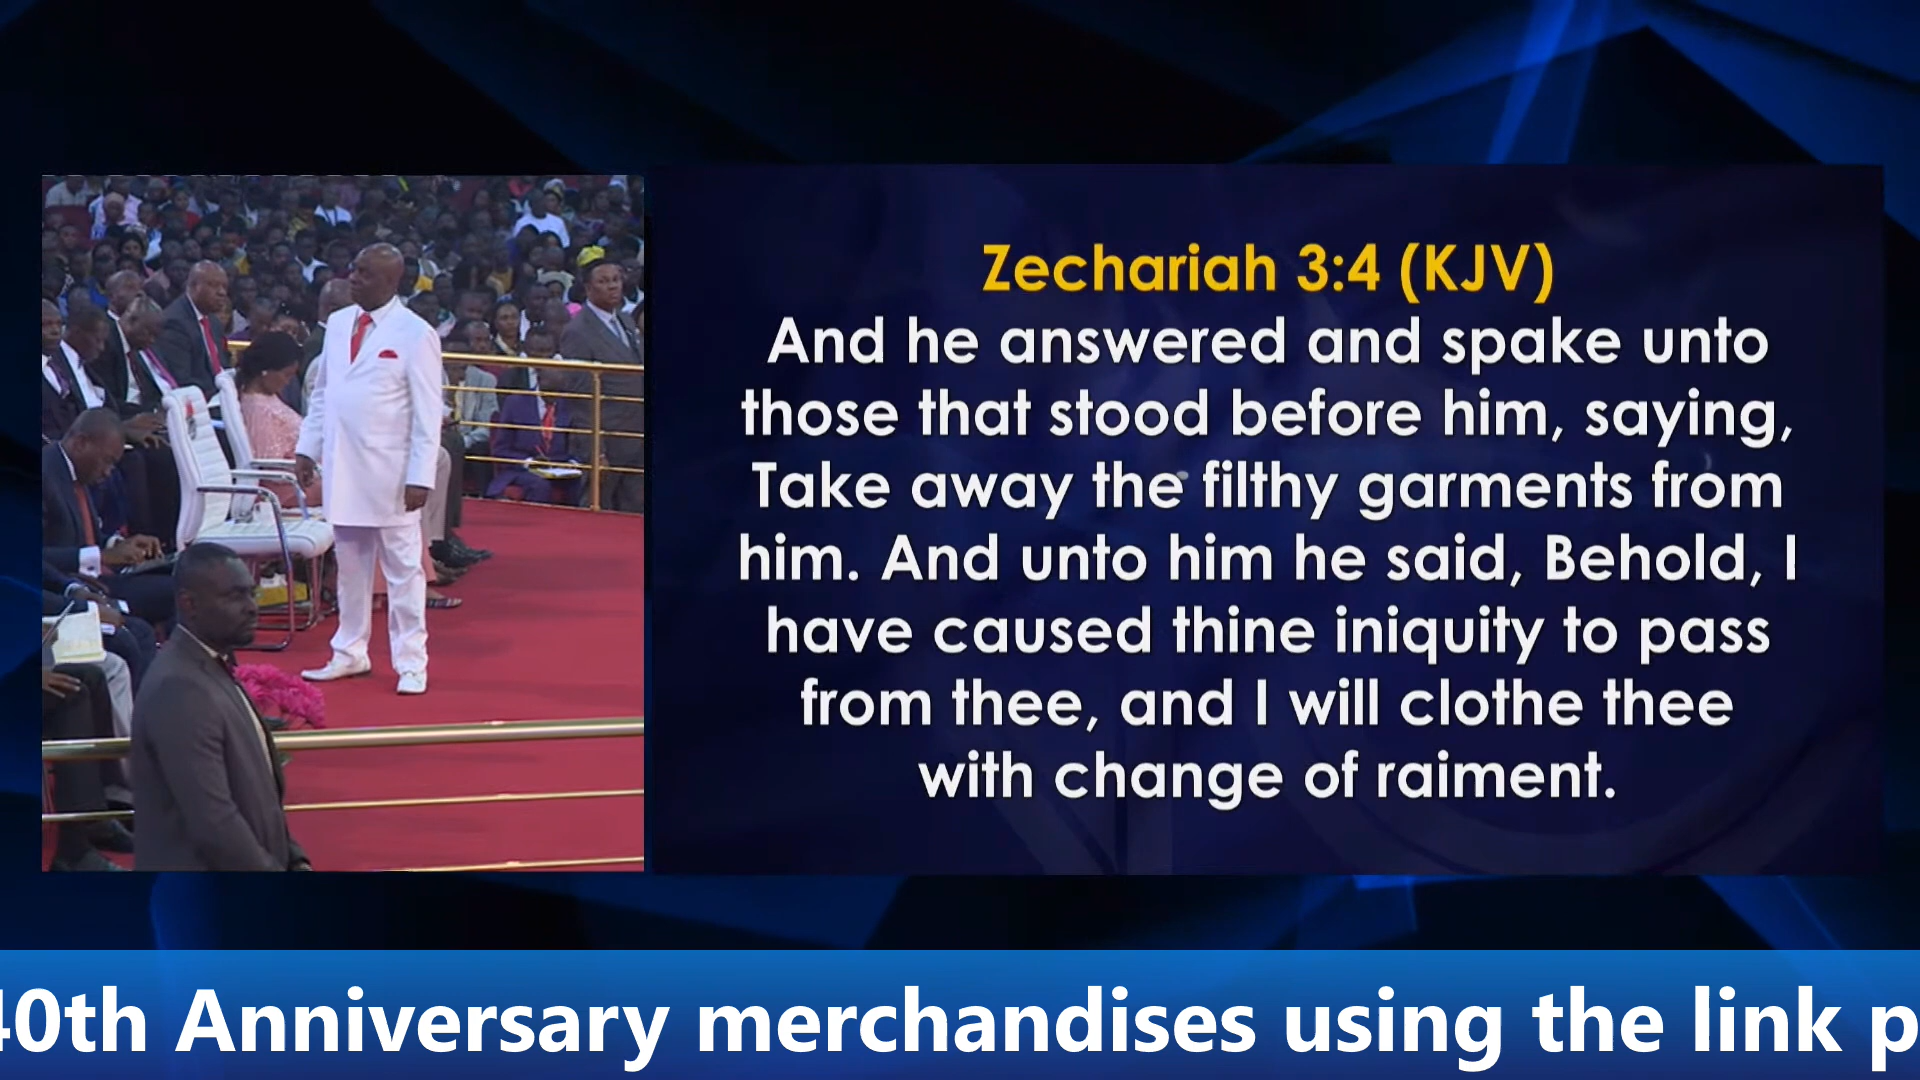 Zechariah 3:4 (KJV)
And he answered and spake unto
those that stood before him, saying,
Take away the filthy garments from
him. And unto him he said, Behold, I
have caused thine iniquity to pass
from thee, and I will clothe thee
with change of raiment.
40th Anniversary merchandises using the link p